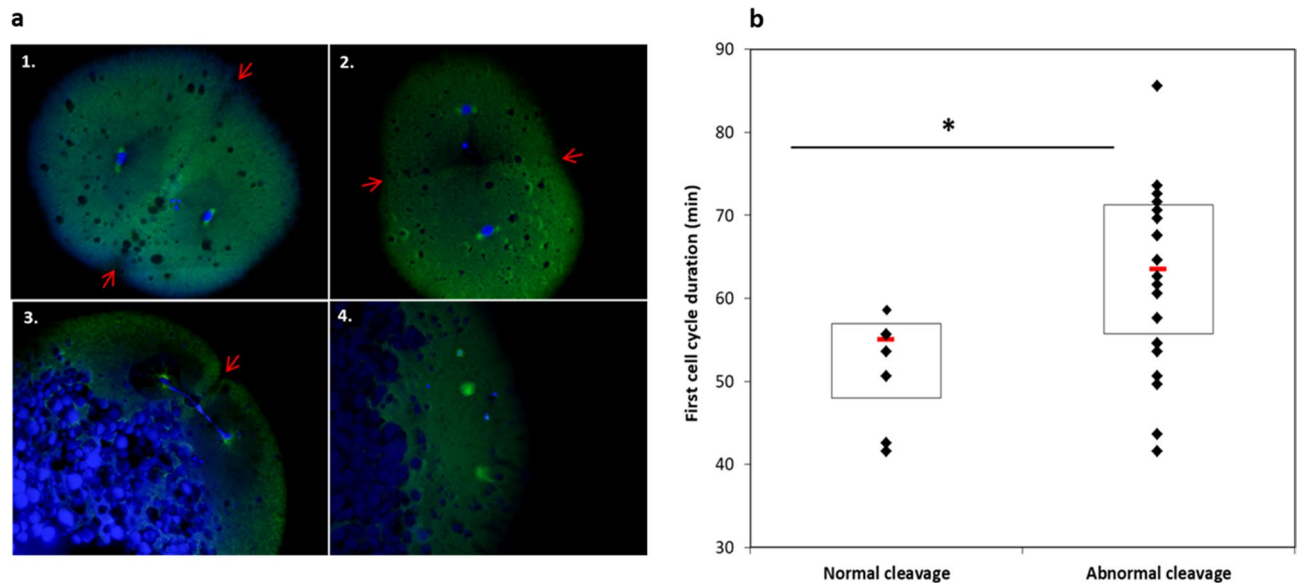 a
1.
2.
3.
4.
b
First cell cycle duration (min)
90
80
70
60
50
40
30
*
Normal cleavage
Abnormal cleavage